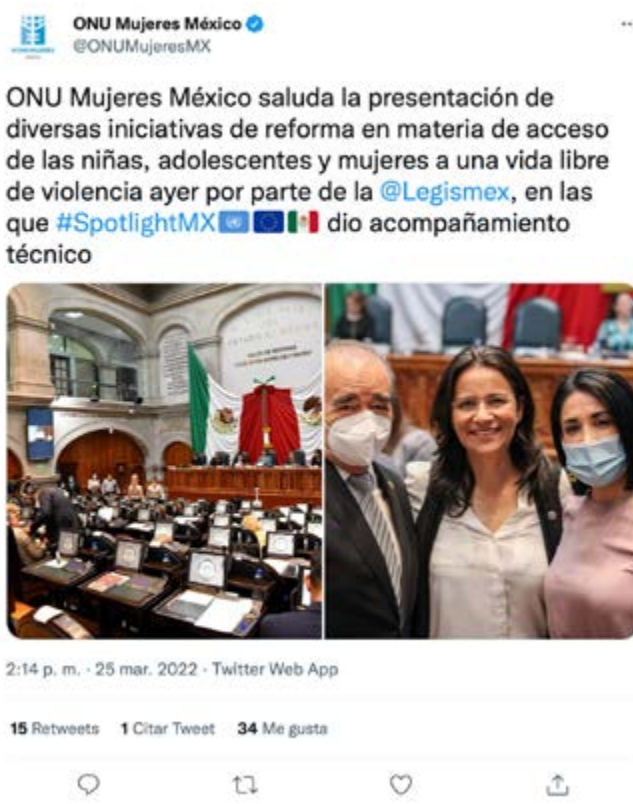 ONU Mujeres México
@ONUMujeresMX
ONU Mujeres México saluda la presentación de
diversas iniciativas de reforma en materia de acceso
de las niñas, adolescentes y mujeres a una vida libre
de violencia ayer por parte de la @Legismex, en las
que #SpotlightMX dio acompañamiento
técnico
2:14 p. m. · 25 mar. 2022 · Twitter Web App
15 Retweets 1 Citar Tweet 34 Me gusta